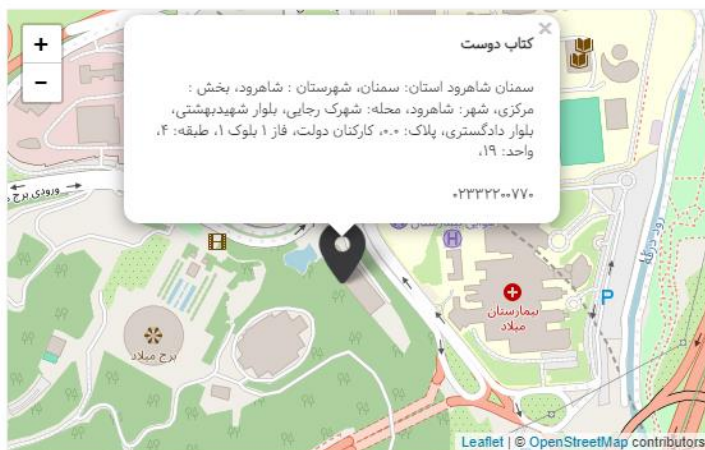 +
−
×
کتاب دوست
سمنان شاهرود استان: سمنان، شهرستان : شاهرود، بخش :
مرکزی، شهر: شاهرود، محله: شهرک رجایی، بلوار شهیدبهشتی،
بلوار دادگستری، پلاک: ۰.۰، کارکنان دولت، فاز ۱ بلوک ۱، طبقه: ۴،
واحد: ۱۹،
۰۲۳۳۲۲۰۰۷۷۰
ورودی برج
بیمارستان
میلاد
برج میلاد
P
H
Leaflet | © OpenStreetMap contributors